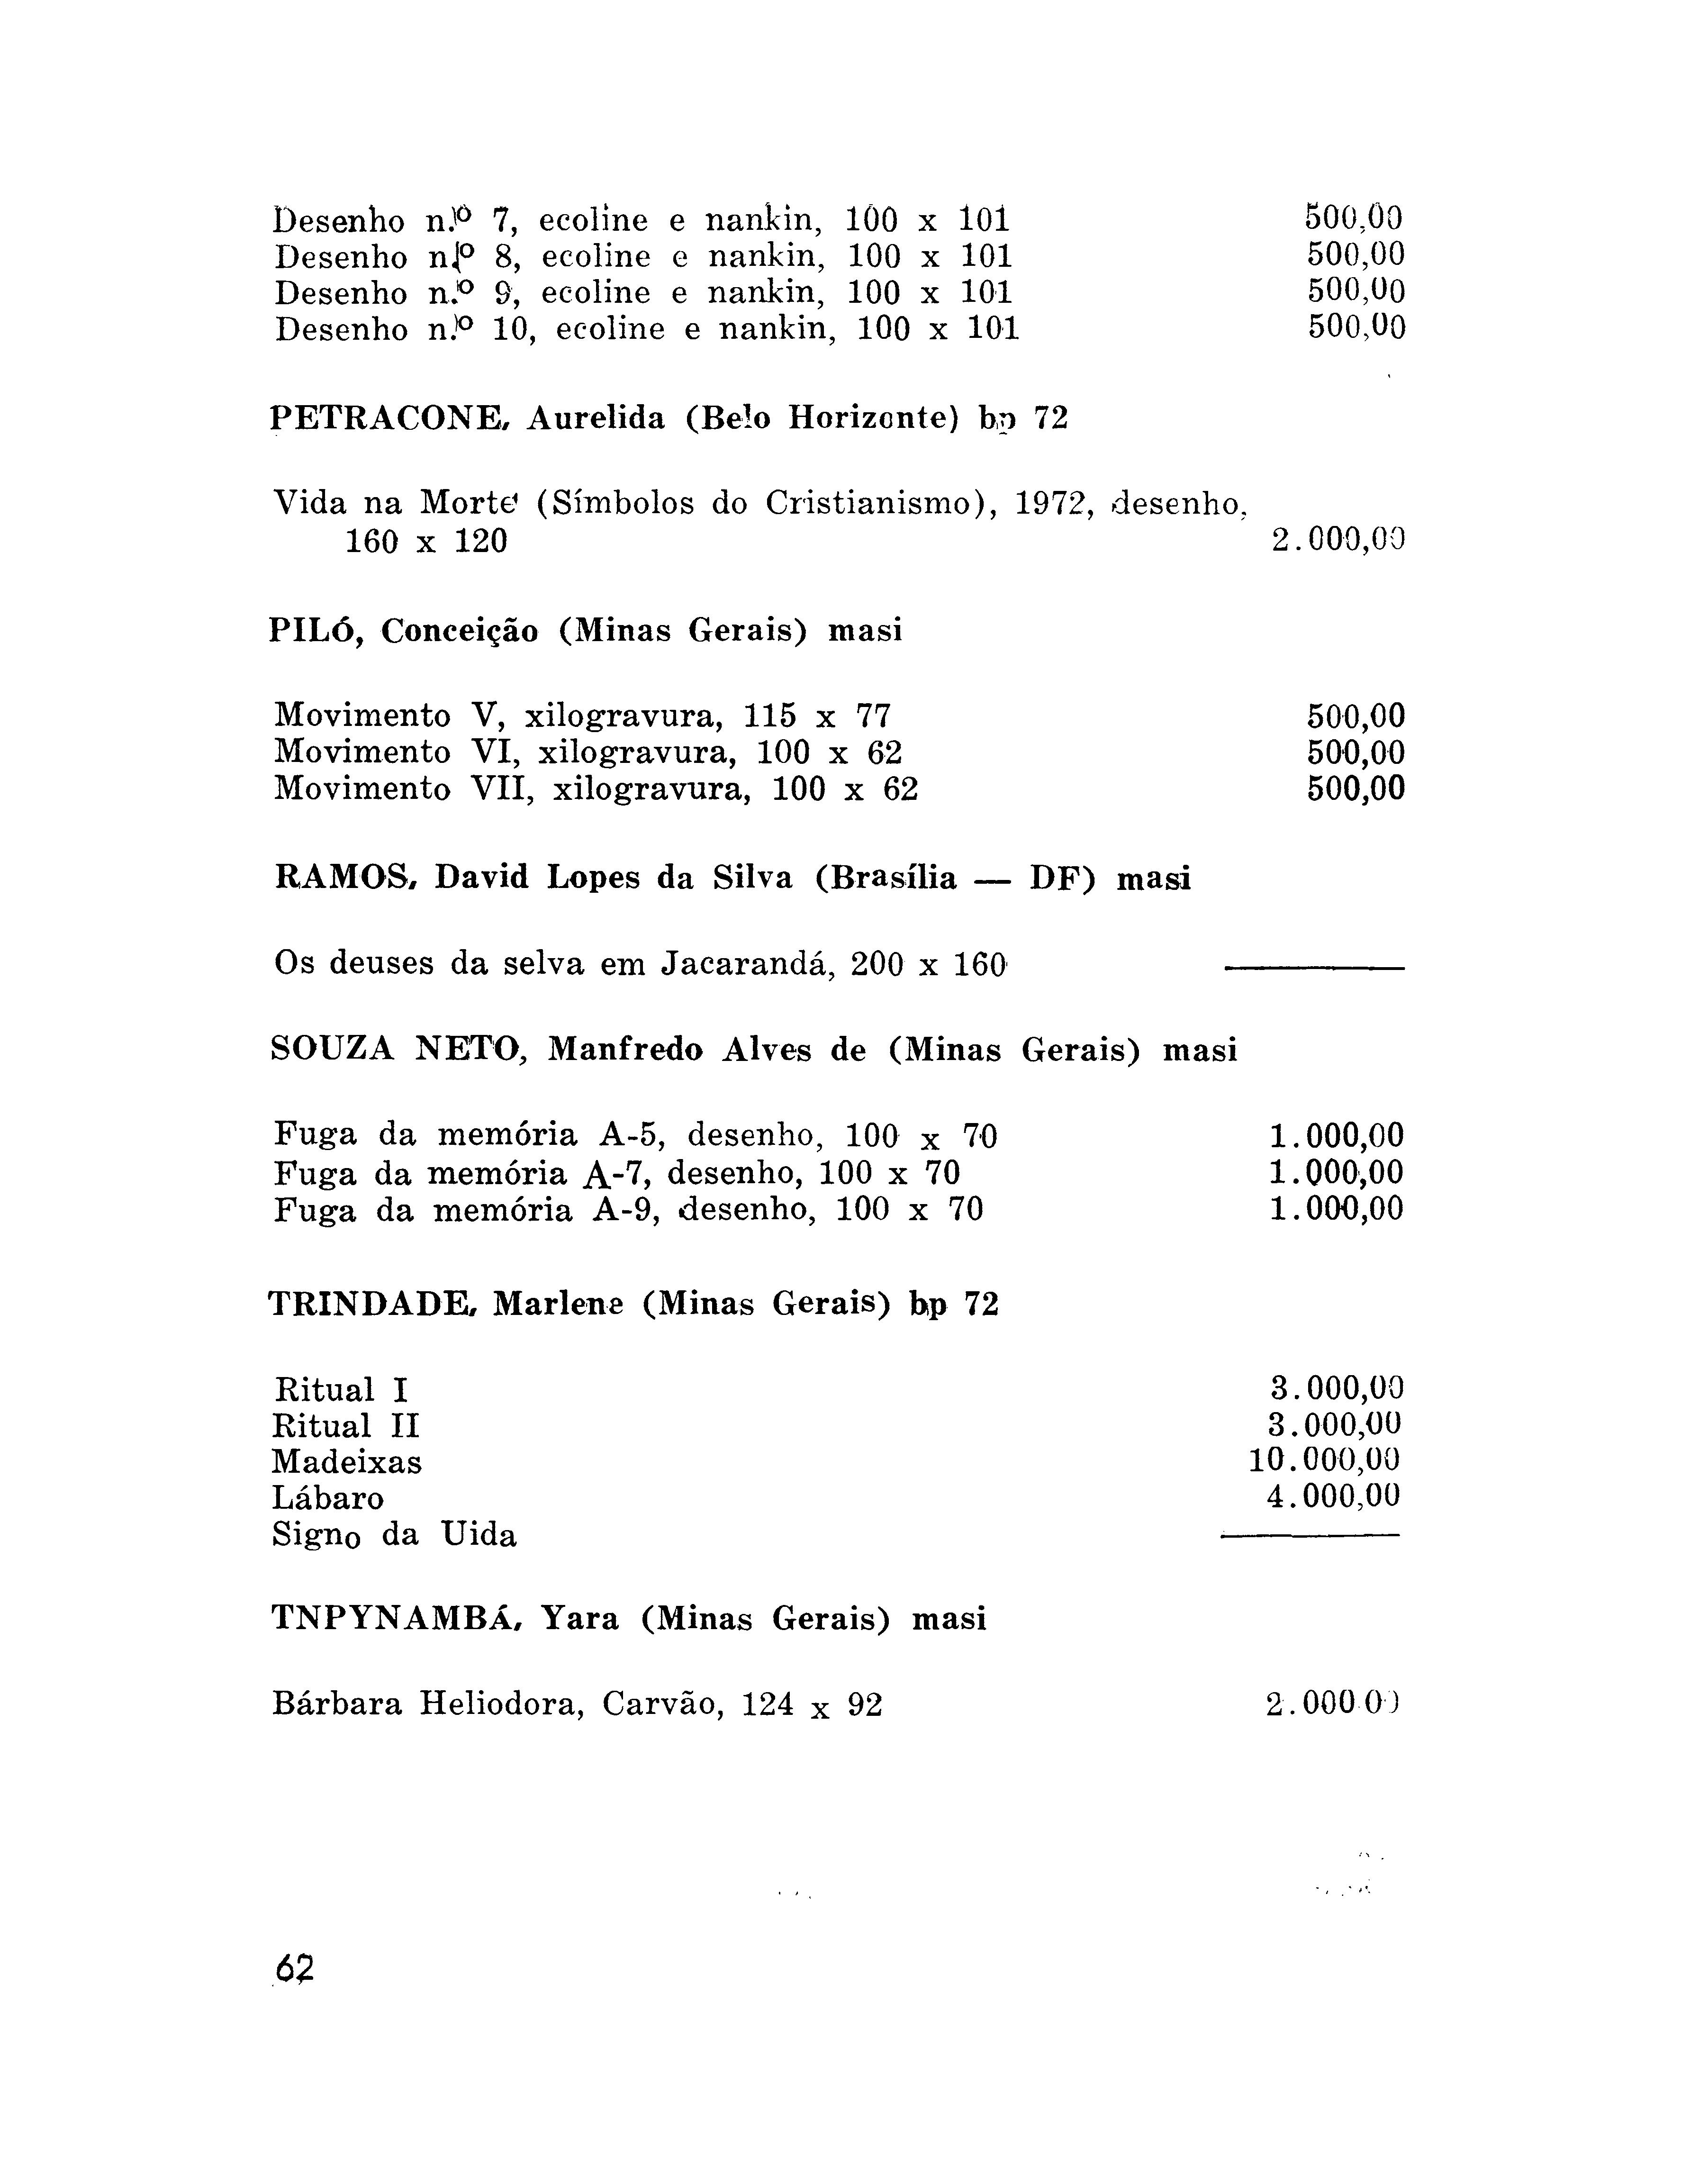 Desenho n.º 7, ecoline e nankin, 100 x 101 500,00
Desenho n.º 8, ecoline e nankin, 100 x 101 500,00
Desenho n.º 9, ecoline e nankin, 100 x 101 500,00
Desenho n.º 10, ecoline e nankin, 100 x 101 500,00
PETRACONE, Aurelida (Belo Horizonte) bp 72
Vida na Morte (Símbolos do Cristianismo), 1972, desenho,
160 x 120 2.000,00
PILÓ, Conceição (Minas Gerais) masi
Movimento V, xilogravura, 115 x 77 500,00
Movimento VI, xilogravura, 100 x 62 500,00
Movimento VII, xilogravura, 100 x 62 500,00
RAMOS, David Lopes da Silva (Brasília — DF) masi
Os deuses da selva em Jacarandá, 200 x 160 ———
SOUZA NETO, Manfredo Alves de (Minas Gerais) masi
Fuga da memória A-5, desenho, 100 x 70 1.000,00
Fuga da memória A-7, desenho, 100 x 70 1.000,00
Fuga da memória A-9, desenho, 100 x 70 1.000,00
TRINDADE, Marlene (Minas Gerais) bp 72
Ritual I 3.000,00
Ritual II 3.000,00
Madeixas 10.000,00
Lábaro 4.000,00
Signo da Uida ———
TNPYNAMBÁ, Yara (Minas Gerais) masi
Bárbara Heliodora, Carvão, 124 x 92 2.000,00
62